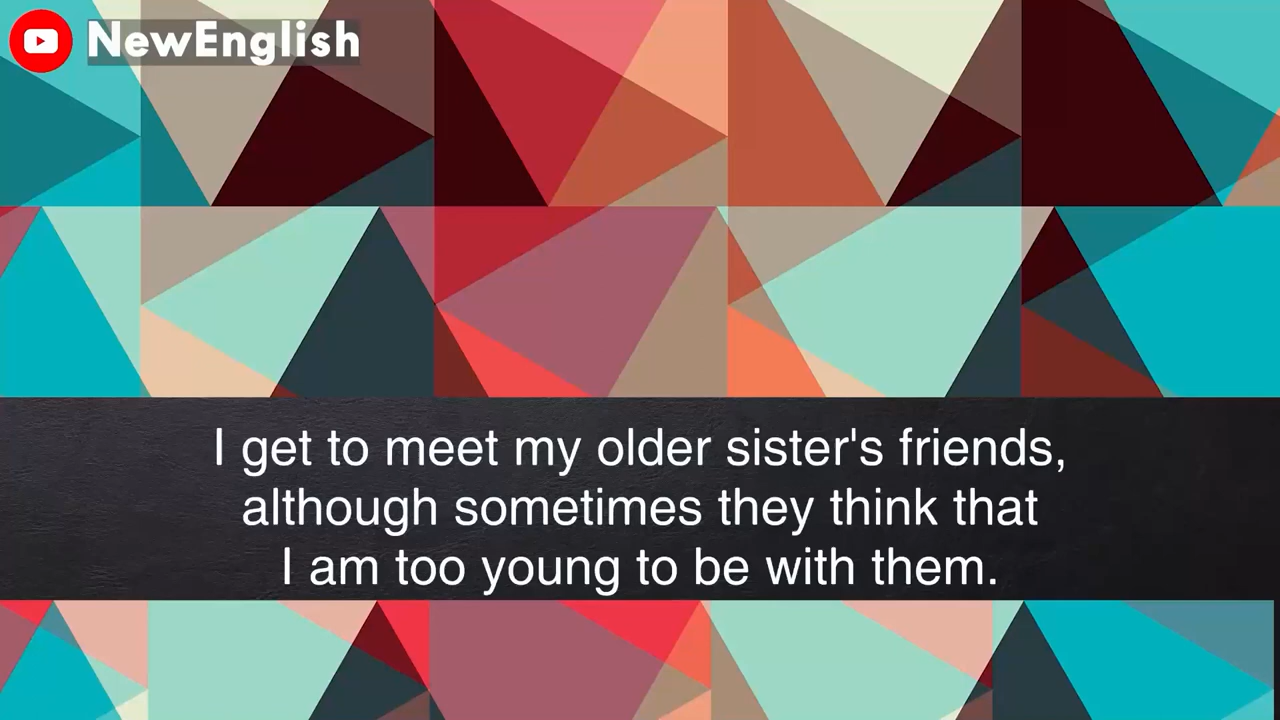 NewEnglish
I get to meet my older sister's friends,
although sometimes they think that
I am too young to be with them.